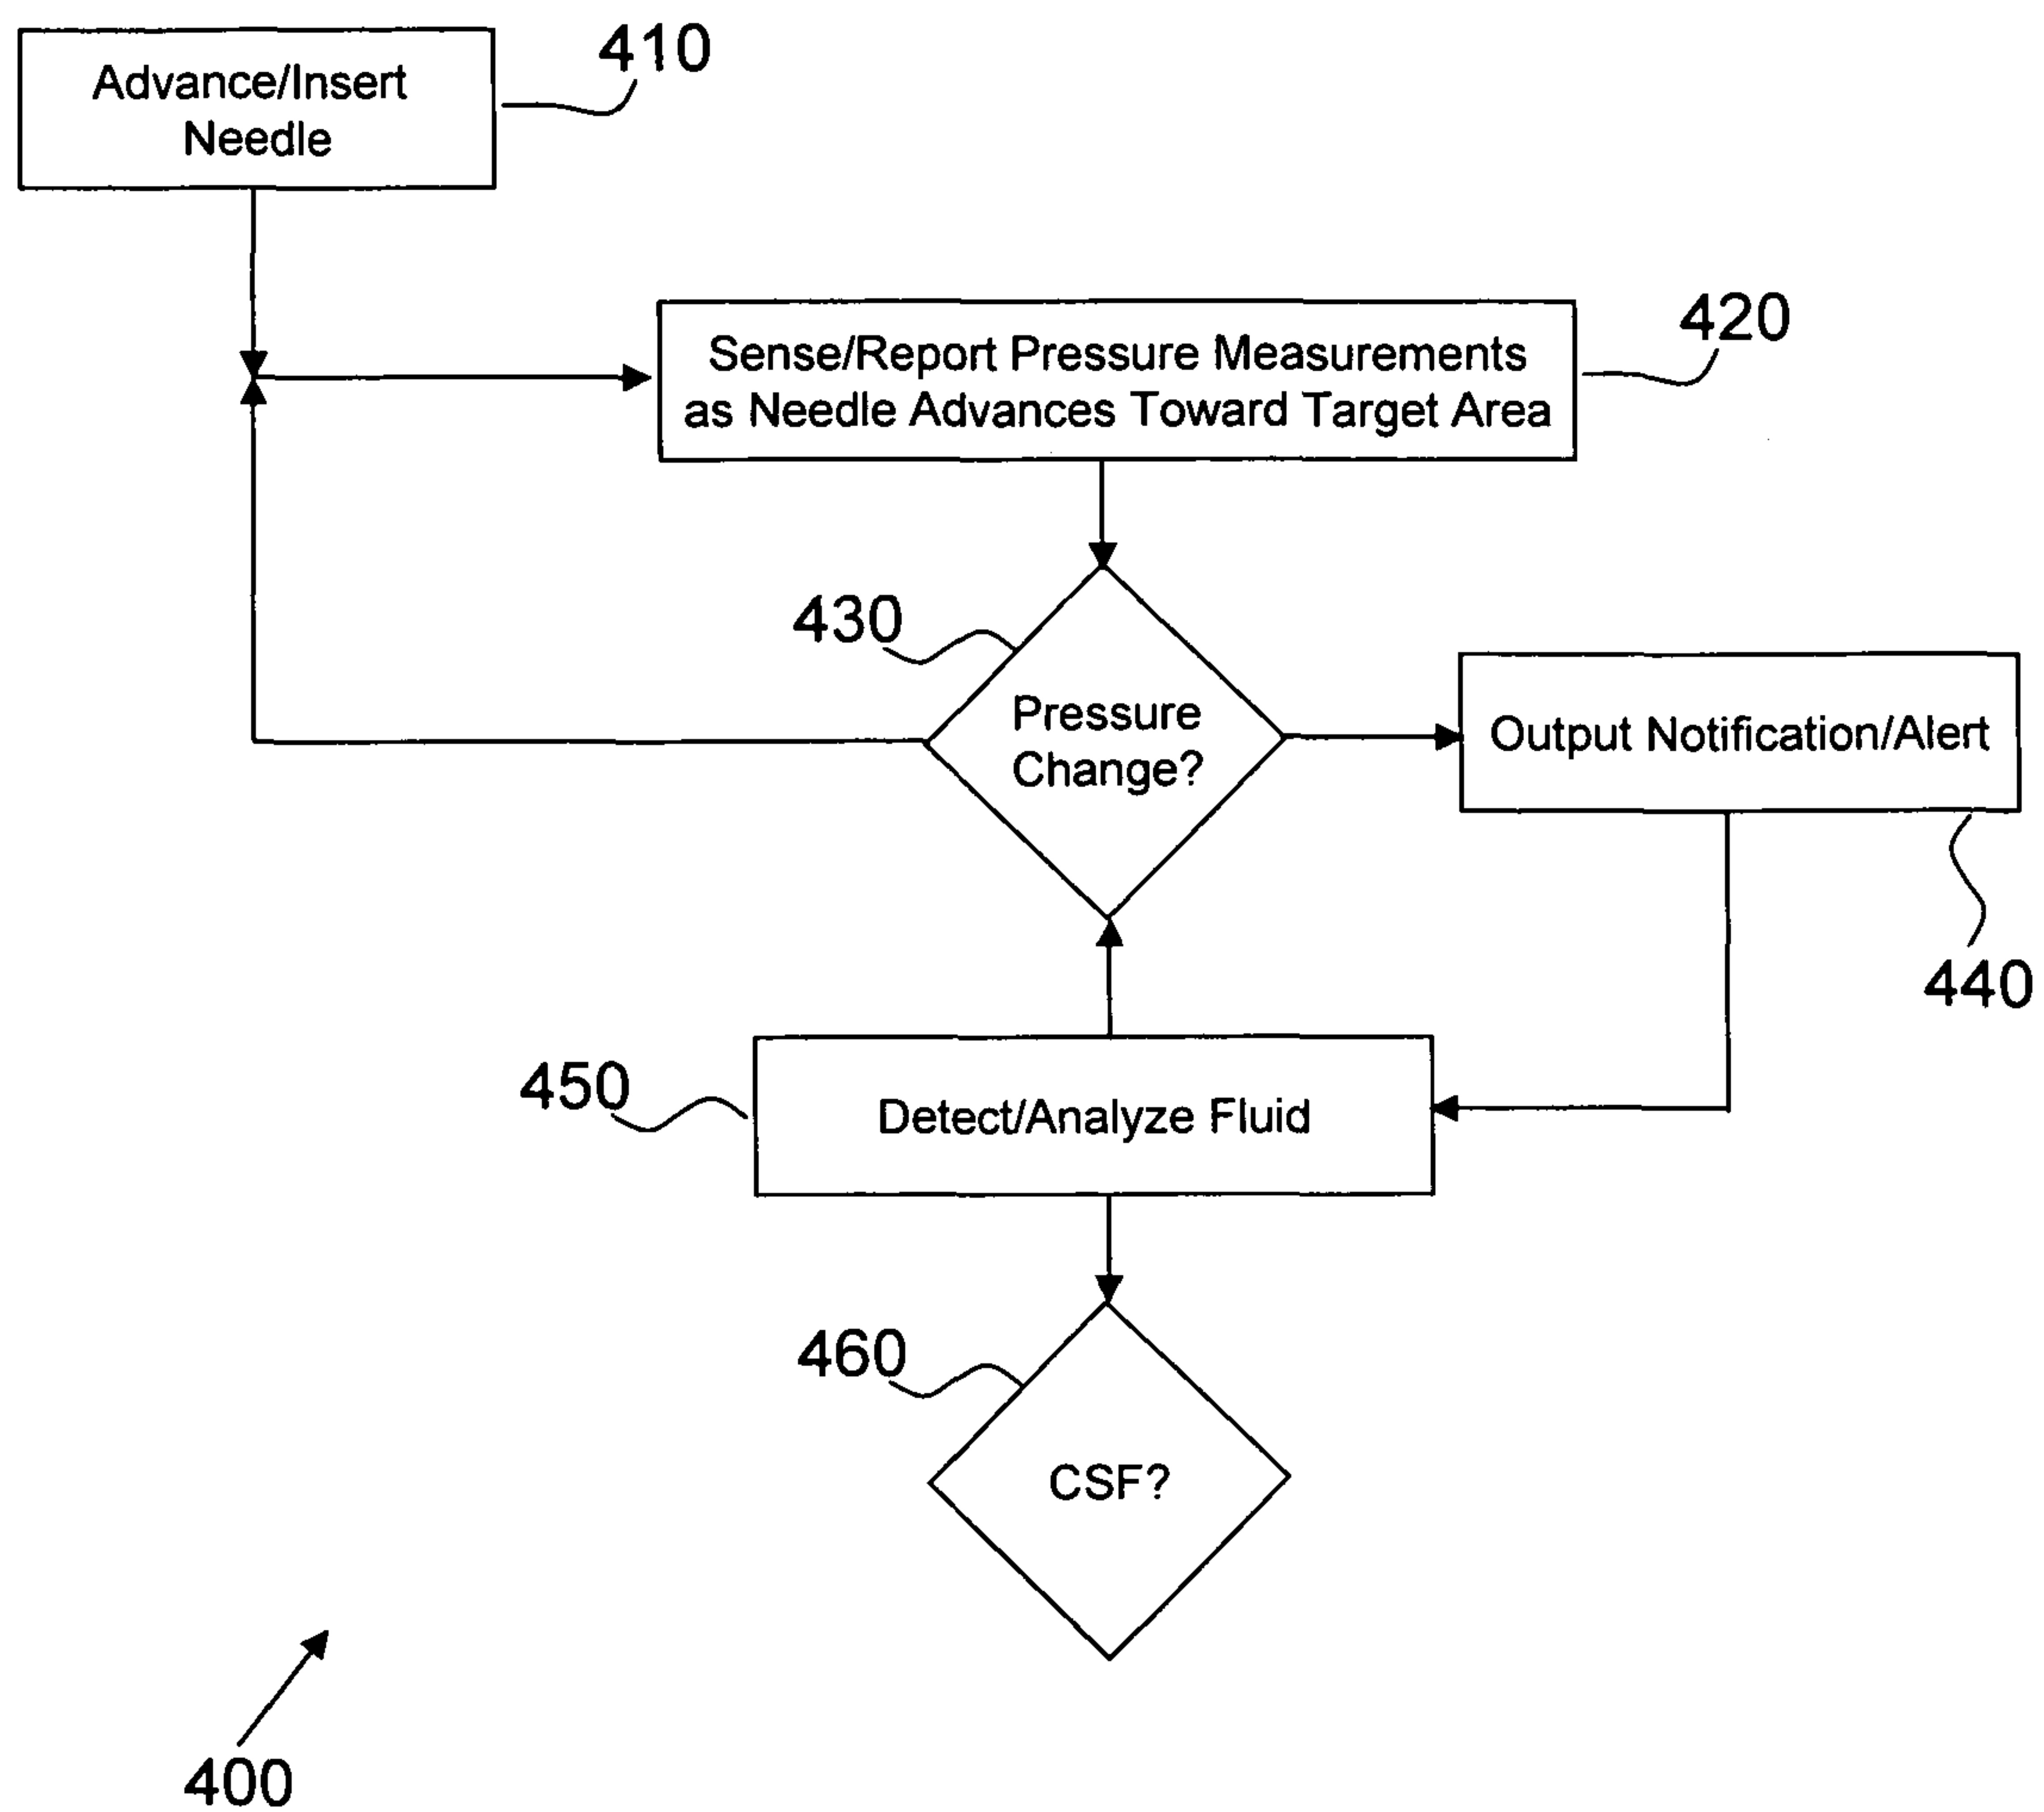 Advance/Insert
Needle
410
Sense/Report Pressure Measurements
as Needle Advances Toward Target Area
420
430
Pressure
Change?
Output Notification/Alert
440
450
Detect/Analyze Fluid
460
CSF?
400